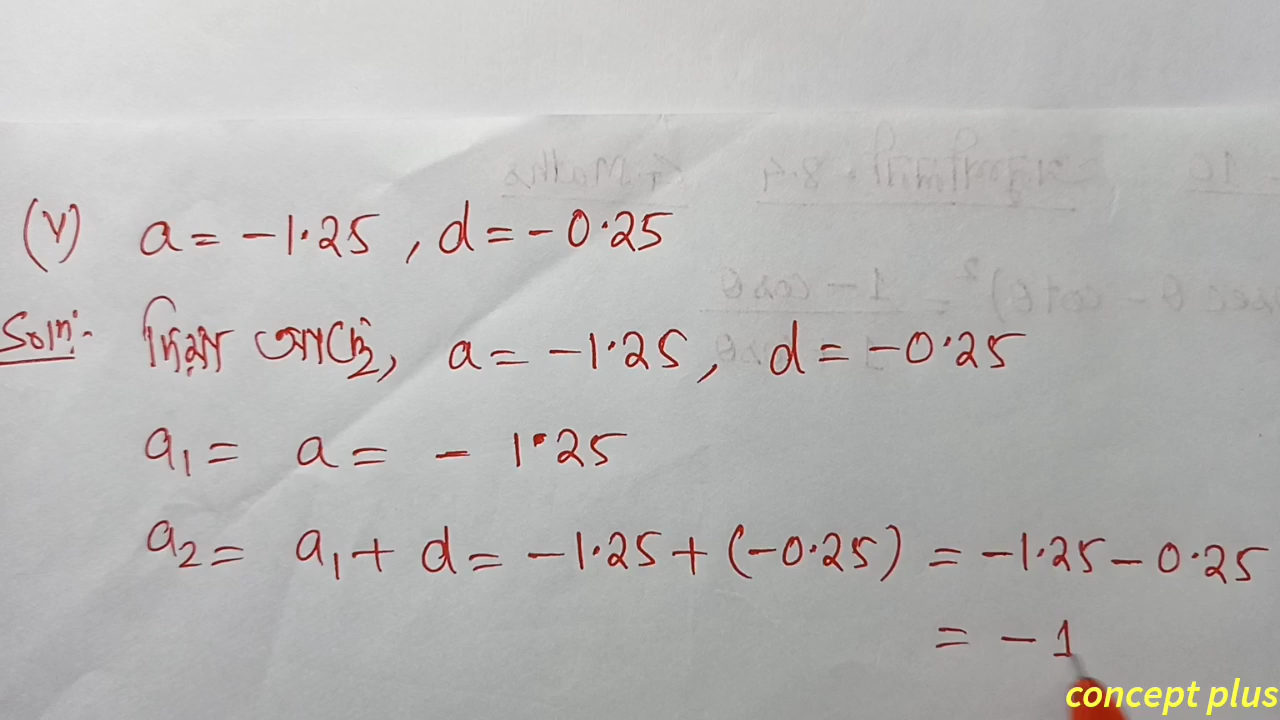 (V) a = -1.25 , d = -0.25
Soln:- দিয়া আছে, a = -1.25 , d = -0.25
a₁ = a = - 1.25
a₂ = a₁ + d = -1.25 + (-0.25) = -1.25 - 0.25
= -1
concept plus